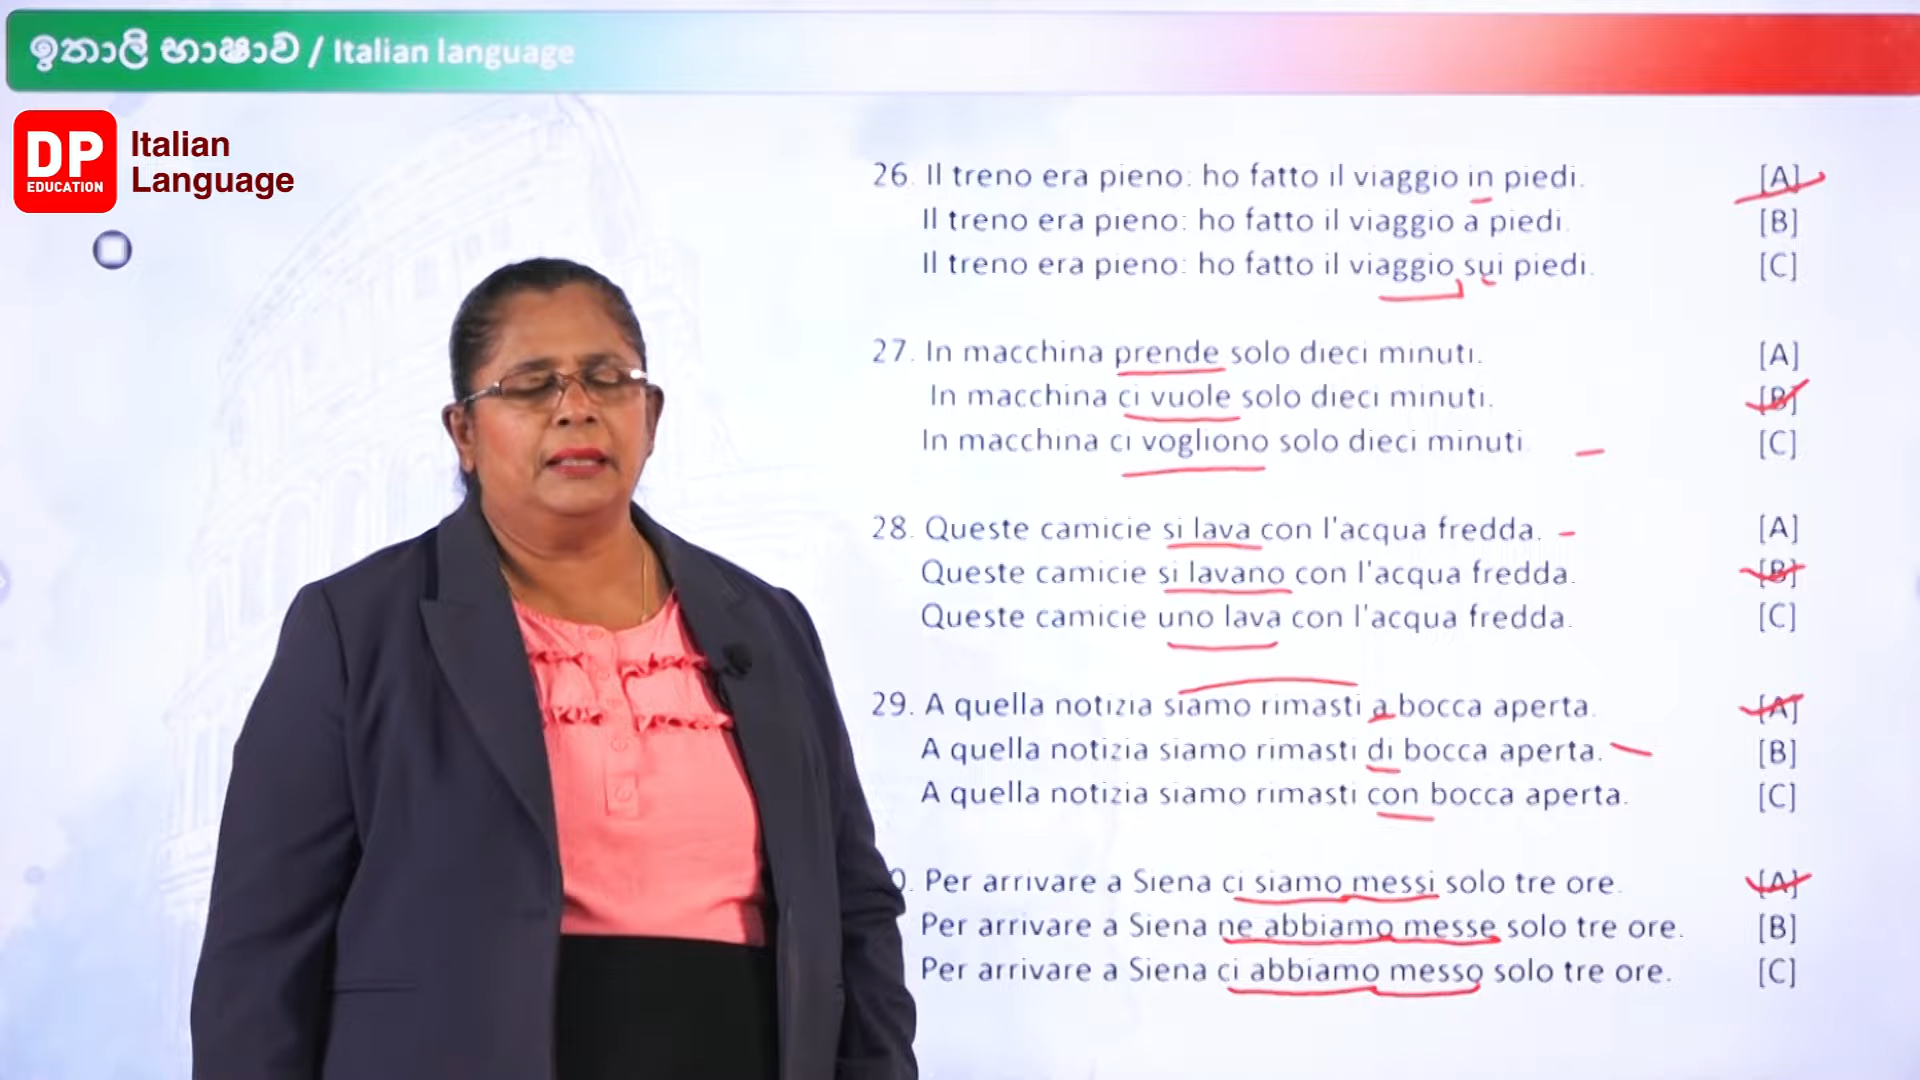 ඉතාලි භාෂාව / Italian language
DP
EDUCATION
Italian
Language
26. Il treno era pieno: ho fatto il viaggio in piedi. [A]
Il treno era pieno: ho fatto il viaggio a piedi. [B]
Il treno era pieno: ho fatto il viaggio sui piedi. [C]
27. In macchina prende solo dieci minuti. [A]
In macchina ci vuole solo dieci minuti. [B]
In macchina ci vogliono solo dieci minuti. [C]
28. Queste camicie si lava con l'acqua fredda. [A]
Queste camicie si lavano con l'acqua fredda. [B]
Queste camicie uno lava con l'acqua fredda. [C]
29. A quella notizia siamo rimasti a bocca aperta. [A]
A quella notizia siamo rimasti di bocca aperta. [B]
A quella notizia siamo rimasti con bocca aperta. [C]
0. Per arrivare a Siena ci siamo messi solo tre ore. [A]
Per arrivare a Siena ne abbiamo messe solo tre ore. [B]
Per arrivare a Siena ci abbiamo messo solo tre ore. [C]